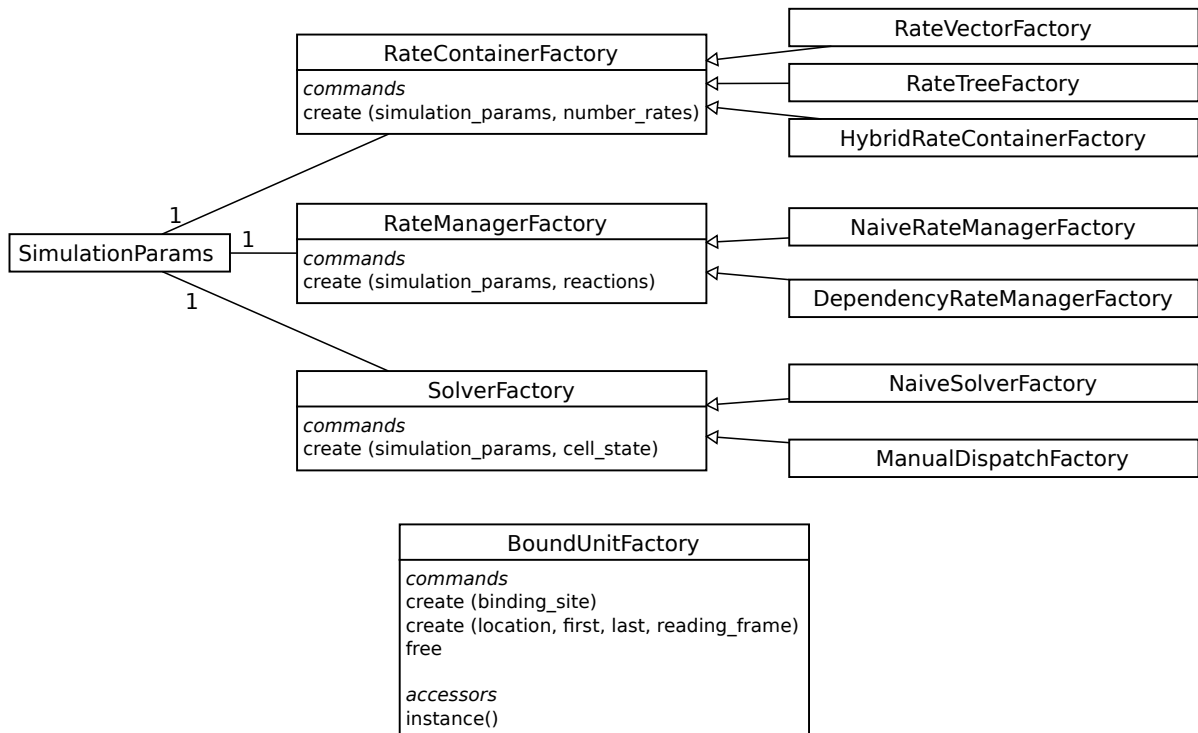 RateContainerFactory
commands
create (simulation_params, number_rates)
RateVectorFactory
RateTreeFactory
HybridRateContainerFactory
1
SimulationParams
1
1
RateManagerFactory
commands
create (simulation_params, reactions)
NaiveRateManagerFactory
DependencyRateManagerFactory
SolverFactory
commands
create (simulation_params, cell_state)
NaiveSolverFactory
ManualDispatchFactory
BoundUnitFactory
commands
create (binding_site)
create (location, first, last, reading_frame)
free
accessors
instance()